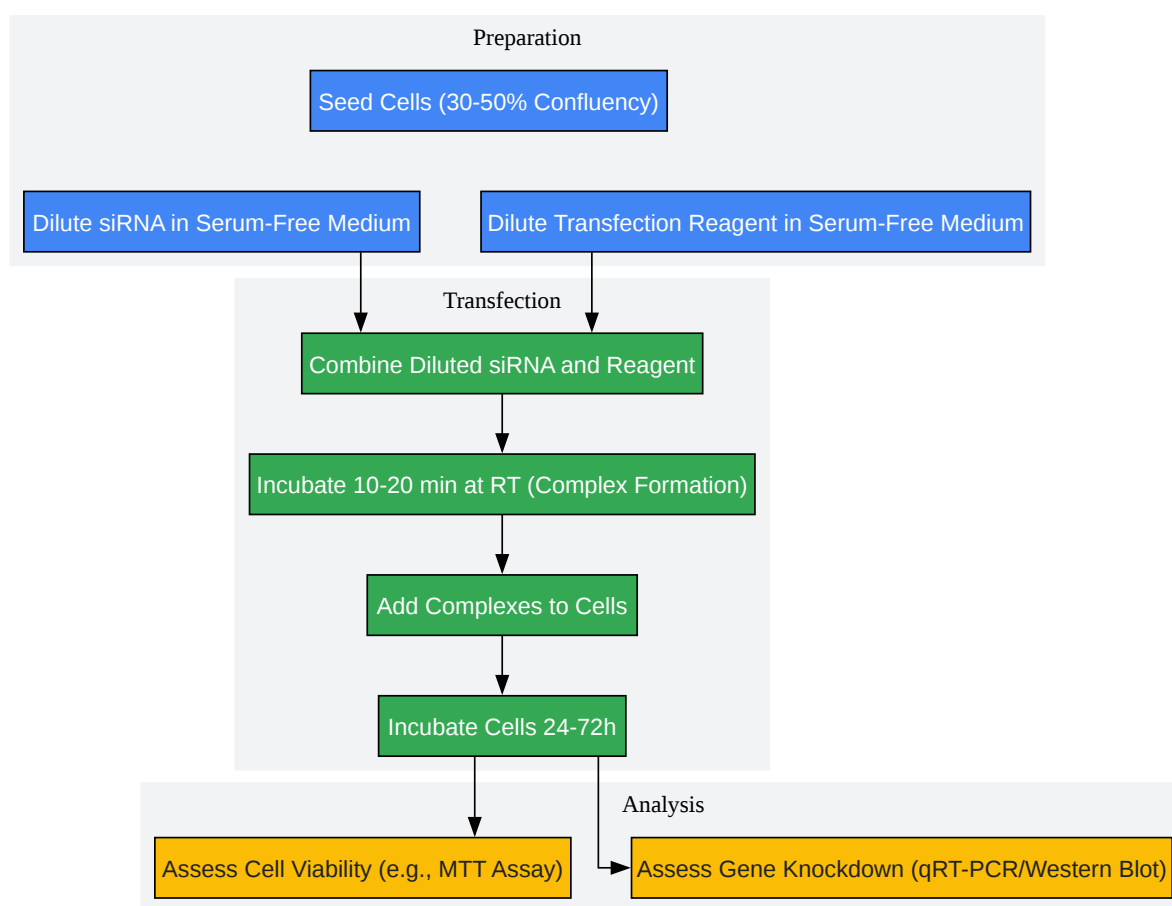 Preparation
Seed Cells (30-50% Confluency)
Dilute siRNA in Serum-Free Medium
Dilute Transfection Reagent in Serum-Free Medium
Transfection
Combine Diluted siRNA and Reagent
Incubate 10-20 min at RT (Complex Formation)
Add Complexes to Cells
Incubate Cells 24-72h
Analysis
Assess Cell Viability (e.g., MTT Assay)
Assess Gene Knockdown (qRT-PCR/Western Blot)